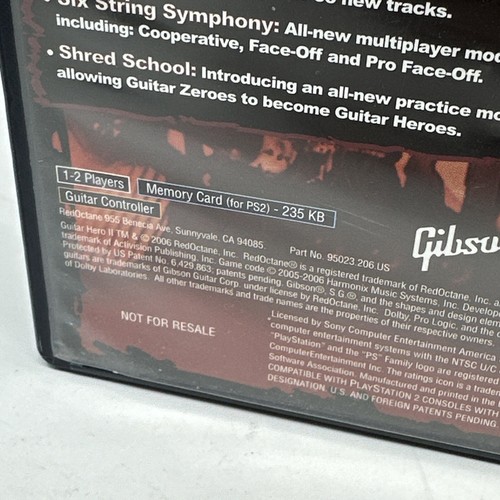 new tracks.
• Six String Symphony: All-new multiplayer
including: Cooperative, Face-Off and Pro Face-Off.
• Shred School: Introducing an all-new practice
allowing Guitar Zeroes to become Guitar Heroes.
1-2 Players
Memory Card (for PS2) - 235 KB
Guitar Controller
RedOctane 955 Benecia Ave, Sunnyvale, CA 94085
Part No. 95023.206.US
Gibso
Guitar Hero II TM & © 2006 RedOctane, Inc. RedOctane® is a registered trademark of RedOctane, Inc.
trademark of Activision Publishing, Inc. Game code © 2005-2006 Harmonix Music Systems, Inc.
Protected by US Patent No. 6,429,863; patents pending. Gibson®, S.G.®, and the shapes and design
guitars are trademarks of Gibson Guitar Corp. under license by RedOctane, Inc. Dolby, Pro Logic, and the
of Dolby Laboratories. All other trademarks and trade names are the properties of their respective owners.
NOT FOR RESALE
Licensed by Sony Computer Entertainment America
computer entertainment systems with the NTSC U/C
"PlayStation" and the "PS" Family logo are registered
ComputerEntertainment Inc. The ratings icon is a
Software Association. Manufactured and printed in the
COMPATIBLE WITH PLAYSTATION 2 CONSOLES WITH
DESIGNATION. U.S. AND FOREIGN PATENTS PENDING